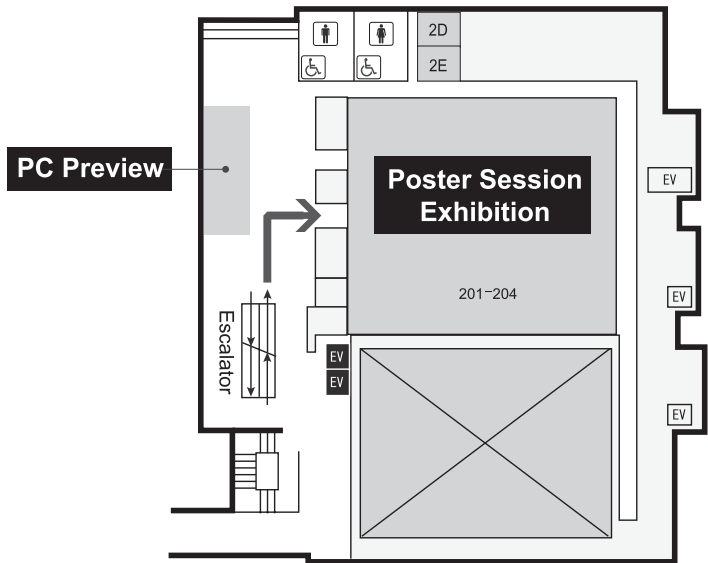 2D
2E
PC Preview
Poster Session
Exhibition
EV
201-204
EV
Escalator
EV
EV
EV